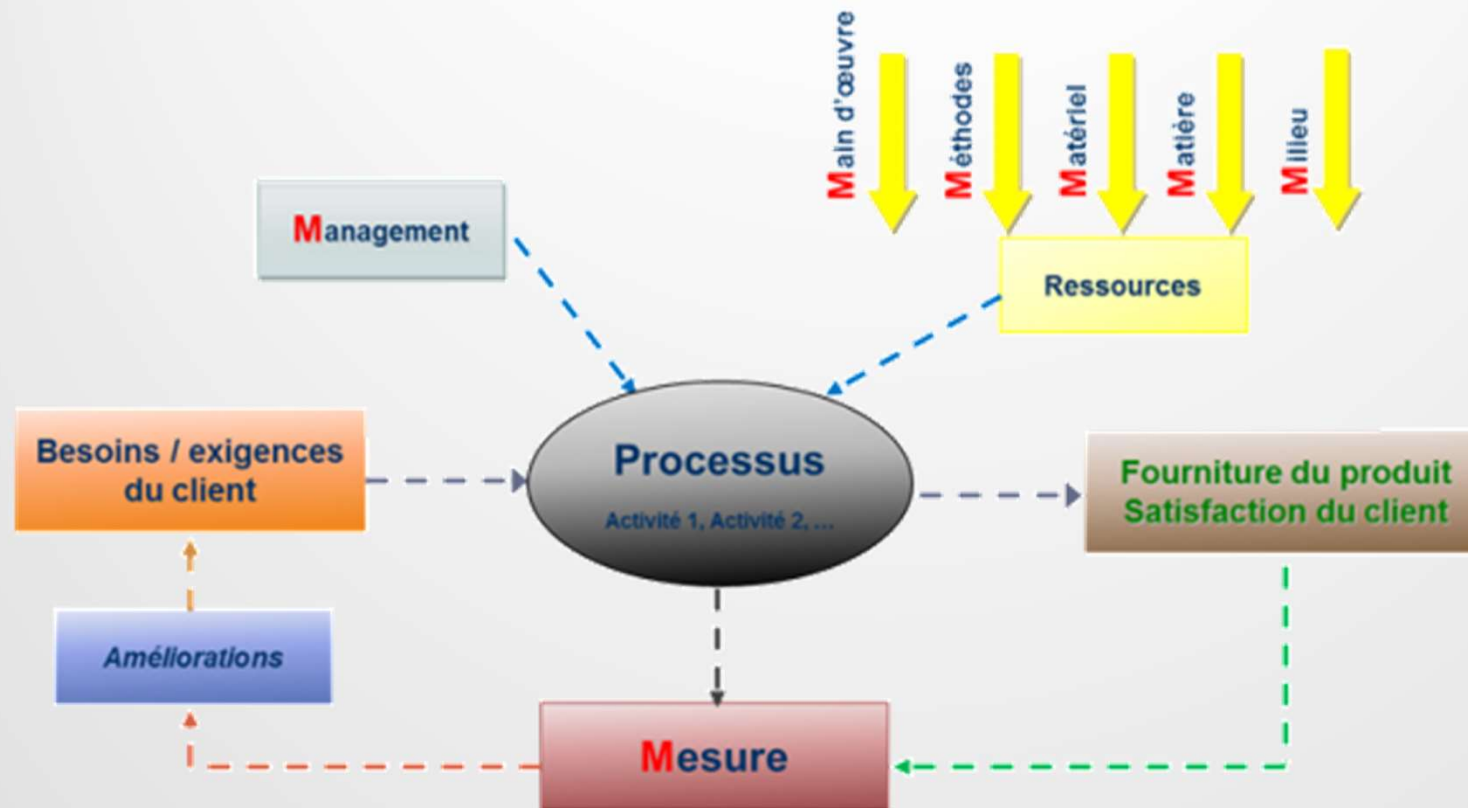 Main d'œuvre
Méthodes
Matériel
Matière
Milieu
Management
Ressources
Besoins / exigences
du client
Processus
Activité 1, Activité 2, ...
Fourniture du produit
Satisfaction du client
Améliorations
Mesure